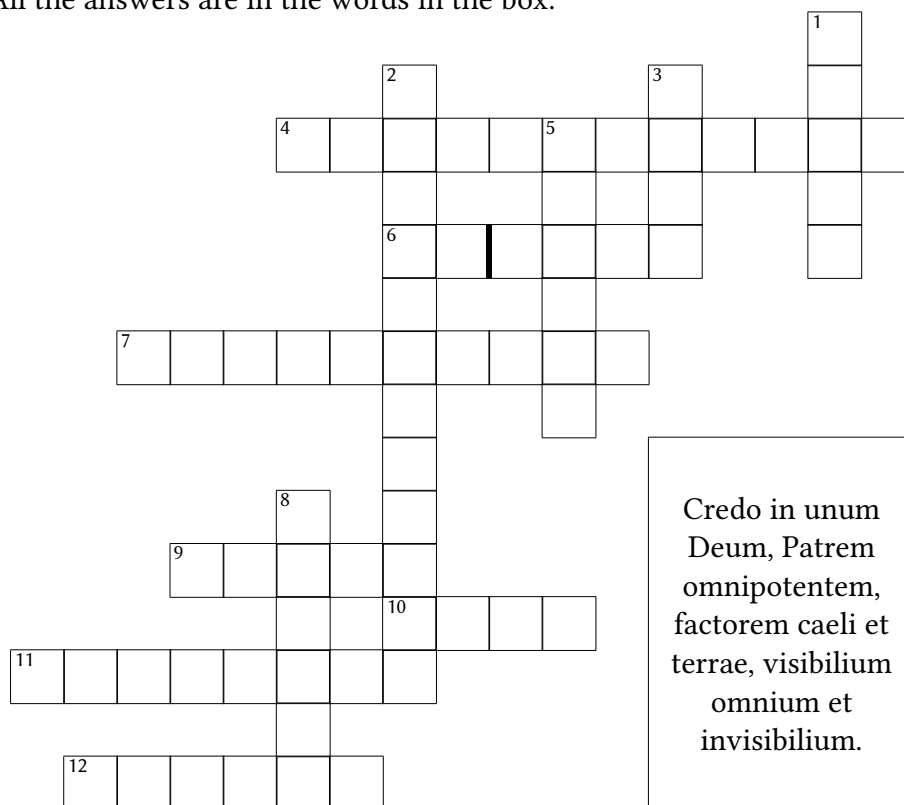 All the answers are in the words in the box.
1
2 3
4 5
6
7
8
9
10
11
12
Credo in unum
Deum, Patrem
omnipotentem,
factorem caeli et
terrae, visibilium
omnium et
invisibilium.